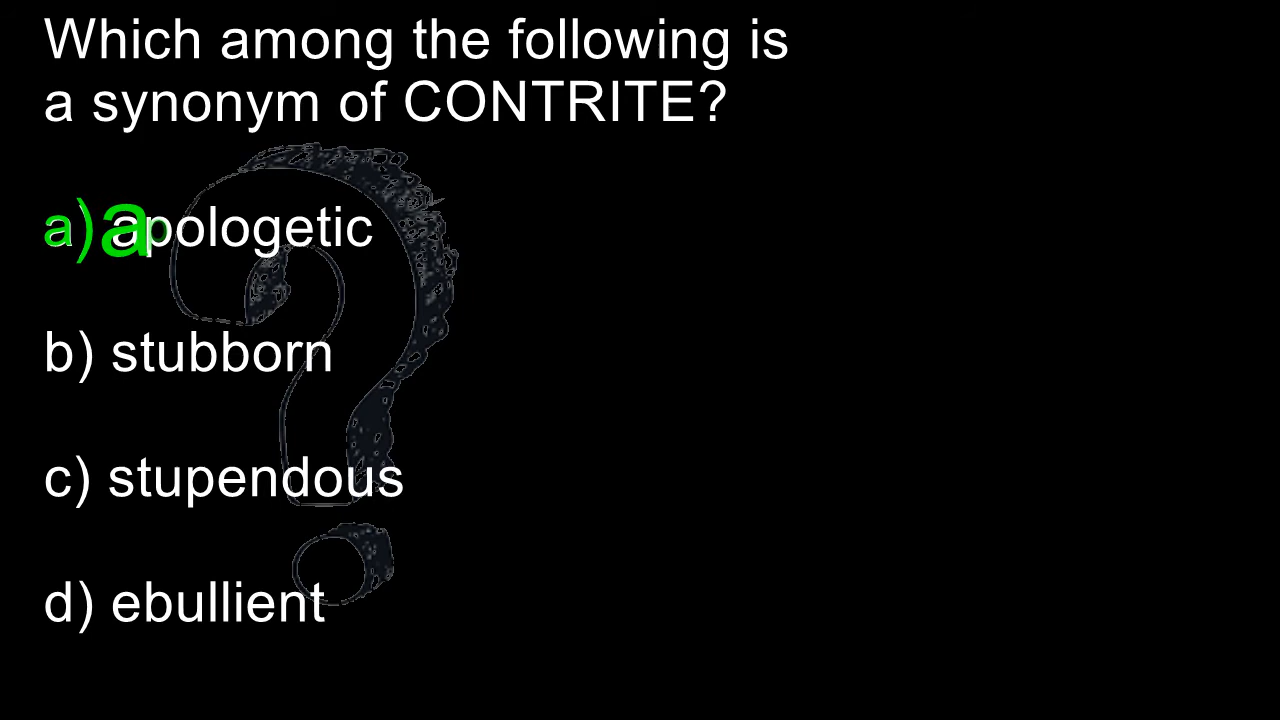 Which among the following is
a synonym of CONTRITE?
a) apologetic
b) stubborn
c) stupendous
d) ebullient